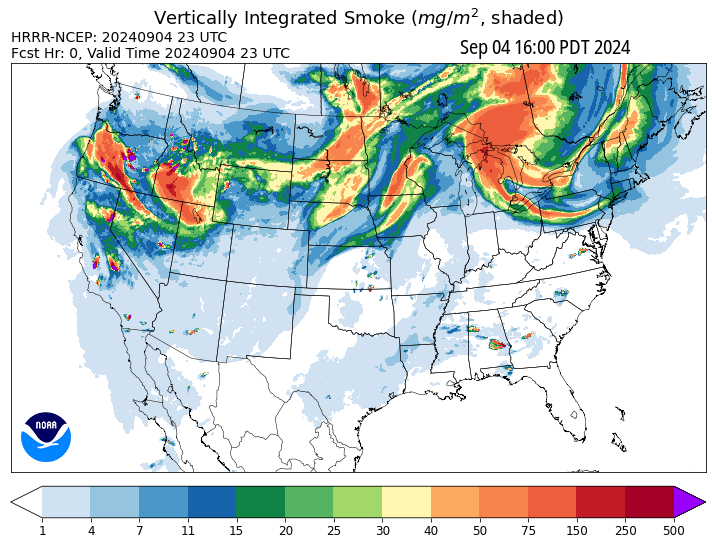 Vertically Integrated Smoke (mg/m², shaded)
HRRR-NCEP: 20240904 23 UTC
Fcst Hr: 0, Valid Time 20240904 23 UTC
Sep 04 16:00 PDT 2024
NOAA
1 4 7 11 15 20 25 30 40 50 75 150 250 500